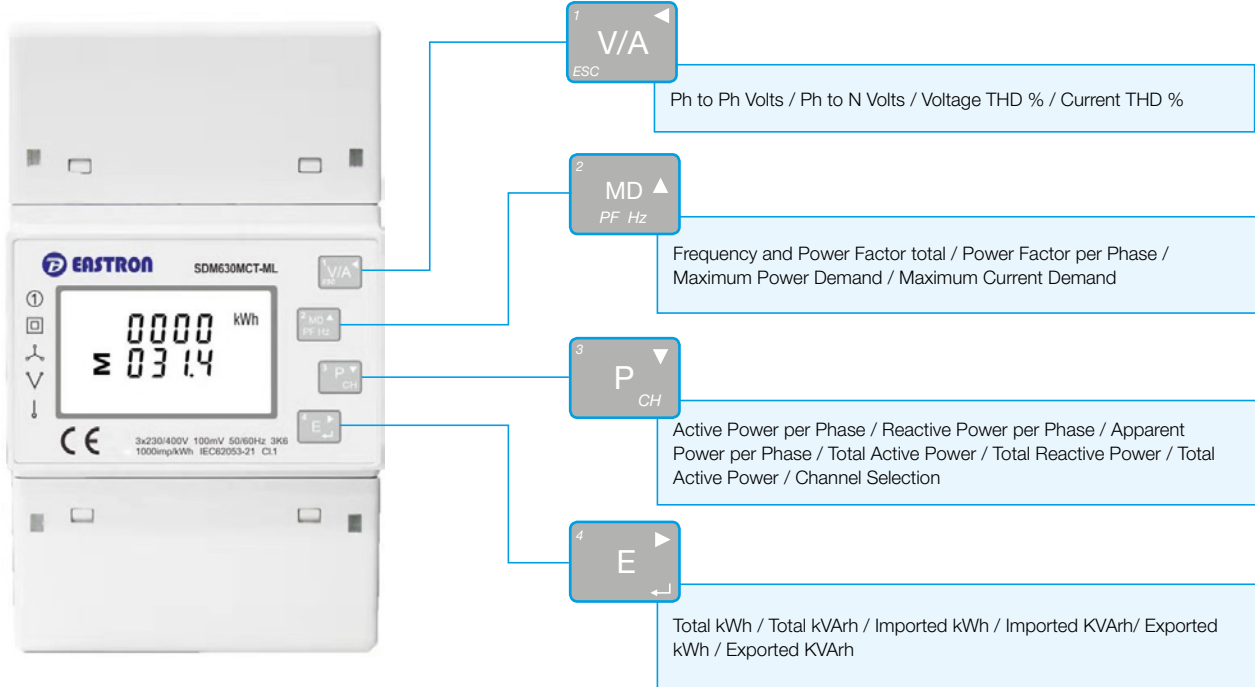 1
V/A
ESC
Ph to Ph Volts / Ph to N Volts / Voltage THD % / Current THD %
2
MD
PF Hz
Frequency and Power Factor total / Power Factor per Phase /
Maximum Power Demand / Maximum Current Demand
3
P
CH
Active Power per Phase / Reactive Power per Phase / Apparent
Power per Phase / Total Active Power / Total Reactive Power / Total
Active Power / Channel Selection
4
E
Total kWh / Total kVArh / Imported kWh / Imported KVArh/ Exported
kWh / Exported KVArh
EASTRON
SDM630MCT-ML
1
0000 kWh
Σ 031.4
1 V/A
ESC
2 MD
PF Hz
3 P
CH
4 E
CE
3x230/400V 100mV 50/60Hz 3K6
1000imp/kWh IEC62053-21 Cl.1